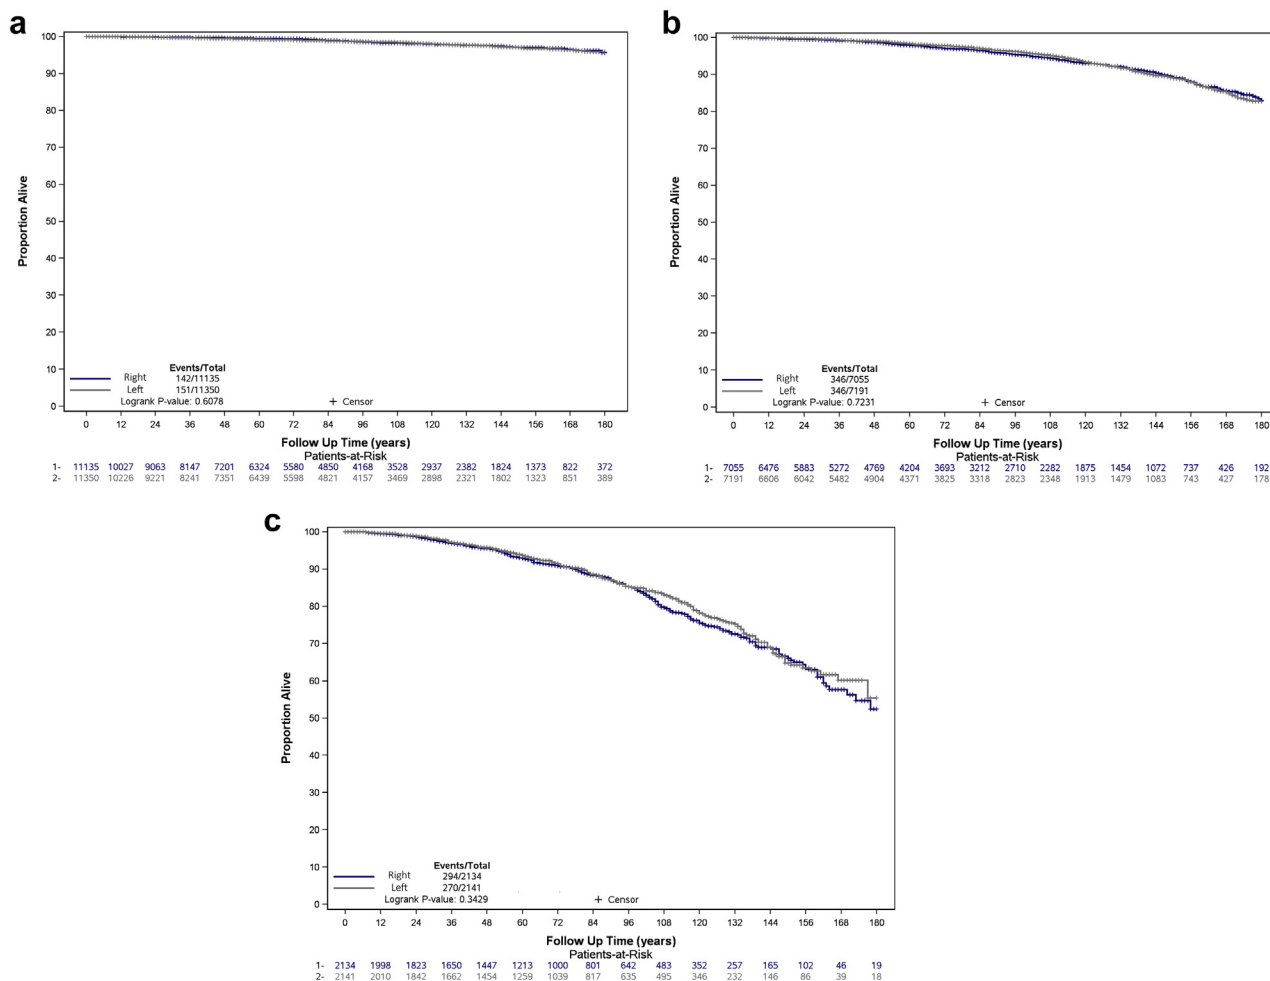 a
100
90
80
70
60
50
40
30
20
10
0
Proportion Alive
Events/Total
Right 142/11135
Left 151/11350
Logrank P-value: 0.6078
+ Censor
0 12 24 36 48 60 72 84 96 108 120 132 144 156 168 180
Follow Up Time (years)
Patients-at-Risk
1- 11135 10027 9063 8147 7201 6324 5580 4850 4168 3528 2937 2382 1824 1373 822 372
2- 11350 10226 9221 8241 7351 6439 5598 4821 4157 3469 2898 2321 1802 1323 851 389
b
100
90
80
70
60
50
40
30
20
10
0
Proportion Alive
Events/Total
Right 346/7055
Left 346/7191
Logrank P-value: 0.7231
+ Censor
0 12 24 36 48 60 72 84 96 108 120 132 144 156 168 180
Follow Up Time (years)
Patients-at-Risk
1- 7055 6476 5883 5272 4769 4204 3693 3212 2710 2282 1875 1454 1072 737 426 192
2- 7191 6606 6042 5482 4904 4371 3825 3318 2823 2348 1913 1479 1083 743 427 178
c
100
90
80
70
60
50
40
30
20
10
0
Proportion Alive
Events/Total
Right 294/2134
Left 270/2141
Logrank P-value: 0.3429
+ Censor
0 12 24 36 48 60 72 84 96 108 120 132 144 156 168 180
Follow Up Time (years)
Patients-at-Risk
1- 2134 1998 1823 1650 1447 1213 1000 801 642 483 352 257 165 102 46 19
2- 2141 2010 1842 1662 1454 1259 1039 817 635 495 346 232 146 86 39 18